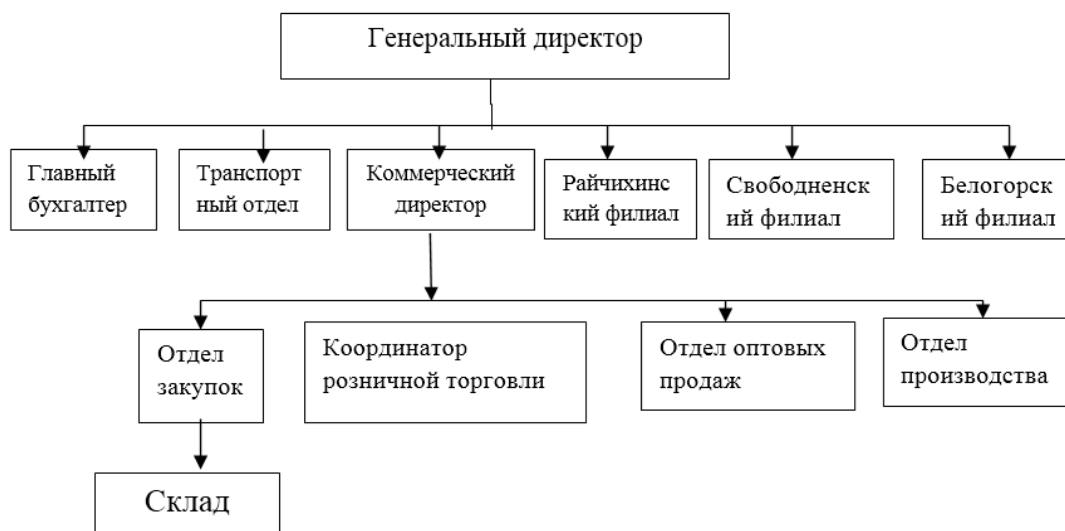 Генеральный директор
Главный
бухгалтер
Транспорт
ный отдел
Коммерческий
директор
Райчихинс
кий филиал
Свободненск
ий филиал
Белогорск
ий филиал
Отдел
закупок
Координатор
розничной торговли
Отдел оптовых
продаж
Отдел
производства
Склад